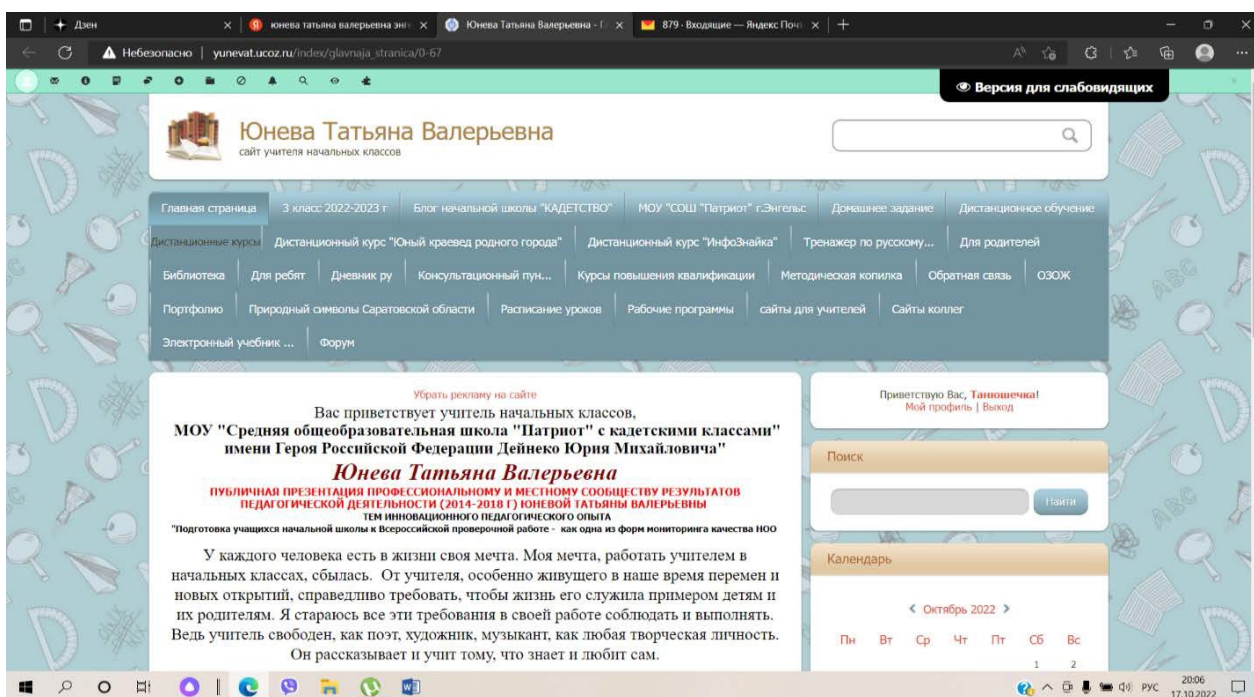 Дзен
юнева татьяна валерьевна энг
Юнева Татьяна Валерьевна - Г
879 · Входящие — Яндекс Почт
Небезопасно | yunevat.ucoz.ru/index/glavnaja_stranica/0-67
Версия для слабовидящих
Юнева Татьяна Валерьевна
сайт учителя начальных классов
Главная страница
3 класс 2022-2023 г
Блог начальной школы "КАДЕТСТВО"
МОУ "СОШ "Патриот" г.Энгельс
Домашнее задание
Дистанционное обучение
Дистанционные курсы
Дистанционный курс "Юный краевед родного города"
Дистанционный курс "ИнфоЗнайка"
Тренажер по русскому...
Для родителей
Библиотека
Для ребят
Дневник ру
Консультационный пун...
Курсы повышения квалификации
Методическая копилка
Обратная связь
ОЗОЖ
Портфолио
Природный символы Саратовской области
Расписание уроков
Рабочие программы
сайты для учителей
Сайты коллег
Электронный учебник ...
Форум
Убрать рекламу на сайте
Вас приветствует учитель начальных классов,
МОУ "Средняя общеобразовательная школа "Патриот" с кадетскими классами"
имени Героя Российской Федерации Дейнеко Юрия Михайловича"
Юнева Татьяна Валерьевна
ПУБЛИЧНАЯ ПРЕЗЕНТАЦИЯ ПРОФЕССИОНАЛЬНОМУ И МЕСТНОМУ СООБЩЕСТВУ РЕЗУЛЬТАТОВ
ПЕДАГОГИЧЕСКОЙ ДЕЯТЕЛЬНОСТИ (2014-2018 Г) ЮНЕВОЙ ТАТЬЯНЫ ВАЛЕРЬЕВНЫ
ТЕМ ИННОВАЦИОННОГО ПЕДАГОГИЧЕСКОГО ОПЫТА
"Подготовка учащихся начальной школы к Всероссийской проверочной работе - как одна из форм мониторинга качества НОО
У каждого человека есть в жизни своя мечта. Моя мечта, работать учителем в
начальных классах, сбылась. От учителя, особенно живущего в наше время перемен и
новых открытий, справедливо требовать, чтобы жизнь его служила примером детям и
их родителям. Я стараюсь все эти требования в своей работе соблюдать и выполнять.
Ведь учитель свободен, как поэт, художник, музыкант, как любая творческая личность.
Он рассказывает и учит тому, что знает и любит сам.
Приветствую Вас, Танюшечка!
Мой профиль | Выход
Поиск
Найти
Календарь
Октябрь 2022
Пн Вт Ср Чт Пт Сб Вс
1 2
РУС
20:06
17.10.2022